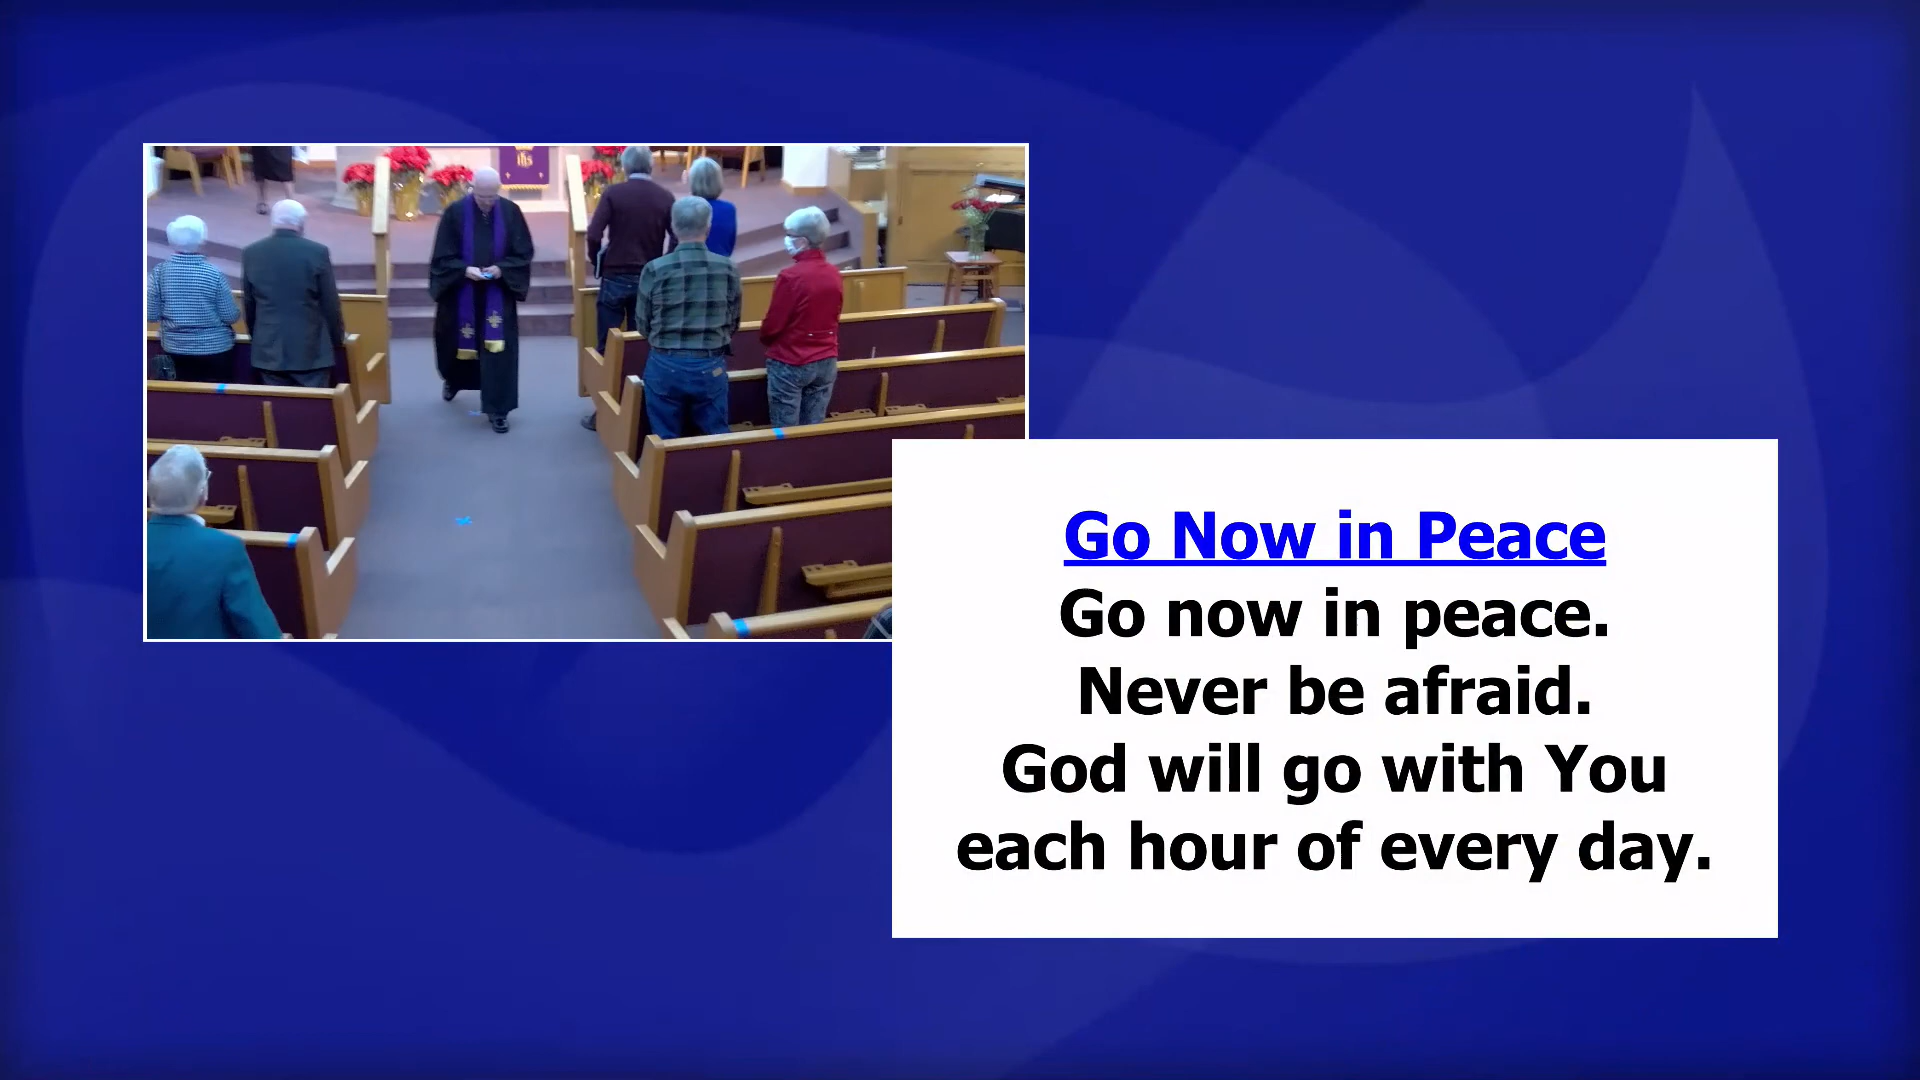 IHS
Go Now in Peace
Go now in peace.
Never be afraid.
God will go with You
each hour of every day.